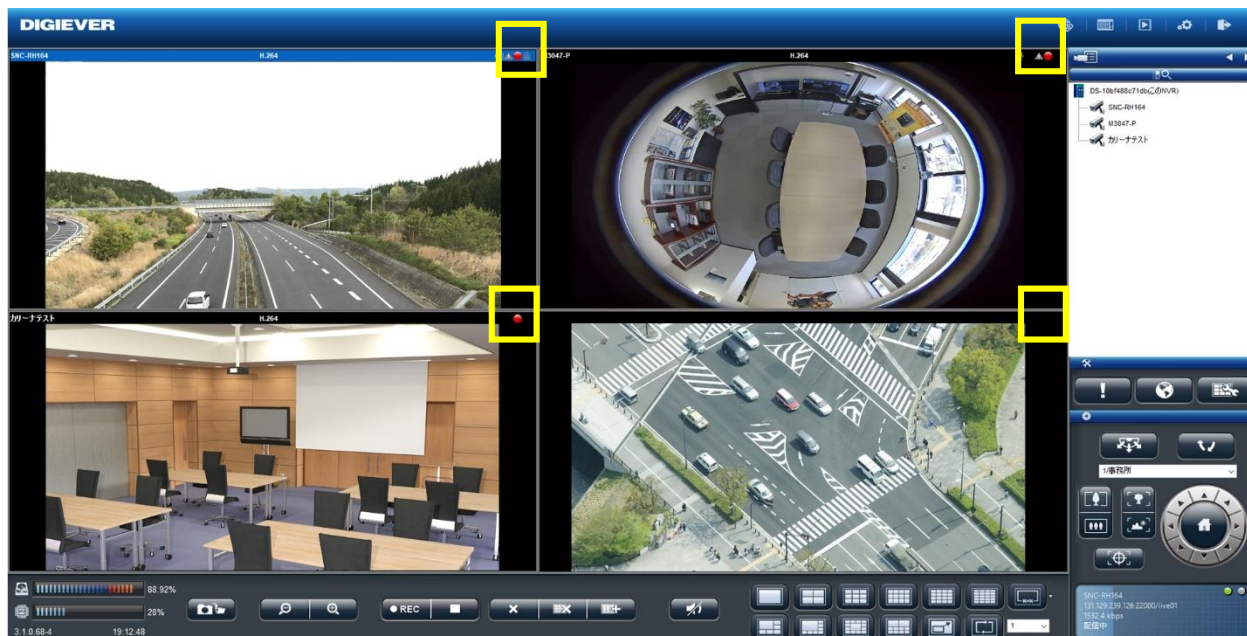 DIGIEVER
SNC-RH164
H.264
M3047-P
H.264
DS-10bf488c71db(このNVR)
SNC-RH164
M3047-P
カリーナテスト
カリーナテスト
H.264
1/事務所
88.92%
28%
REC
1
3.1.0.68-4
19:12:48
SNC-RH164
131.129.239.126:22000/live01
1532.4 kbps
配信中